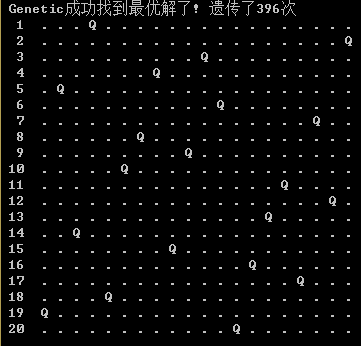 Genetic成功找到最优解了! 遗传了396次
1 . . . Q . . . . . . . . . . . . . . . .
2 . . . . . . . . . . . . . . . . . . . Q
3 . . . . . . . . . . Q . . . . . . . . .
4 . . . . . . . Q . . . . . . . . . . . .
5 . Q . . . . . . . . . . . . . . . . . .
6 . . . . . . . . . . . Q . . . . . . . .
7 . . . . . . . . . . . . . . . . . Q . .
8 . . . . . . Q . . . . . . . . . . . . .
9 . . . . . . . . . Q . . . . . . . . . .
10 . . . . . Q . . . . . . . . . . . . . .
11 . . . . . . . . . . . . . . . Q . . . .
12 . . . . . . . . . . . . . . . . . . Q .
13 . . . . . . . . . . . . . . Q . . . . .
14 . . Q . . . . . . . . . . . . . . . . .
15 . . . . . . . . Q . . . . . . . . . . .
16 . . . . . . . . . . . . . Q . . . . . .
17 . . . . . . . . . . . . . . . . Q . . .
18 . . . . Q . . . . . . . . . . . . . . .
19 Q . . . . . . . . . . . . . . . . . . .
20 . . . . . . . . . . . . Q . . . . . . .